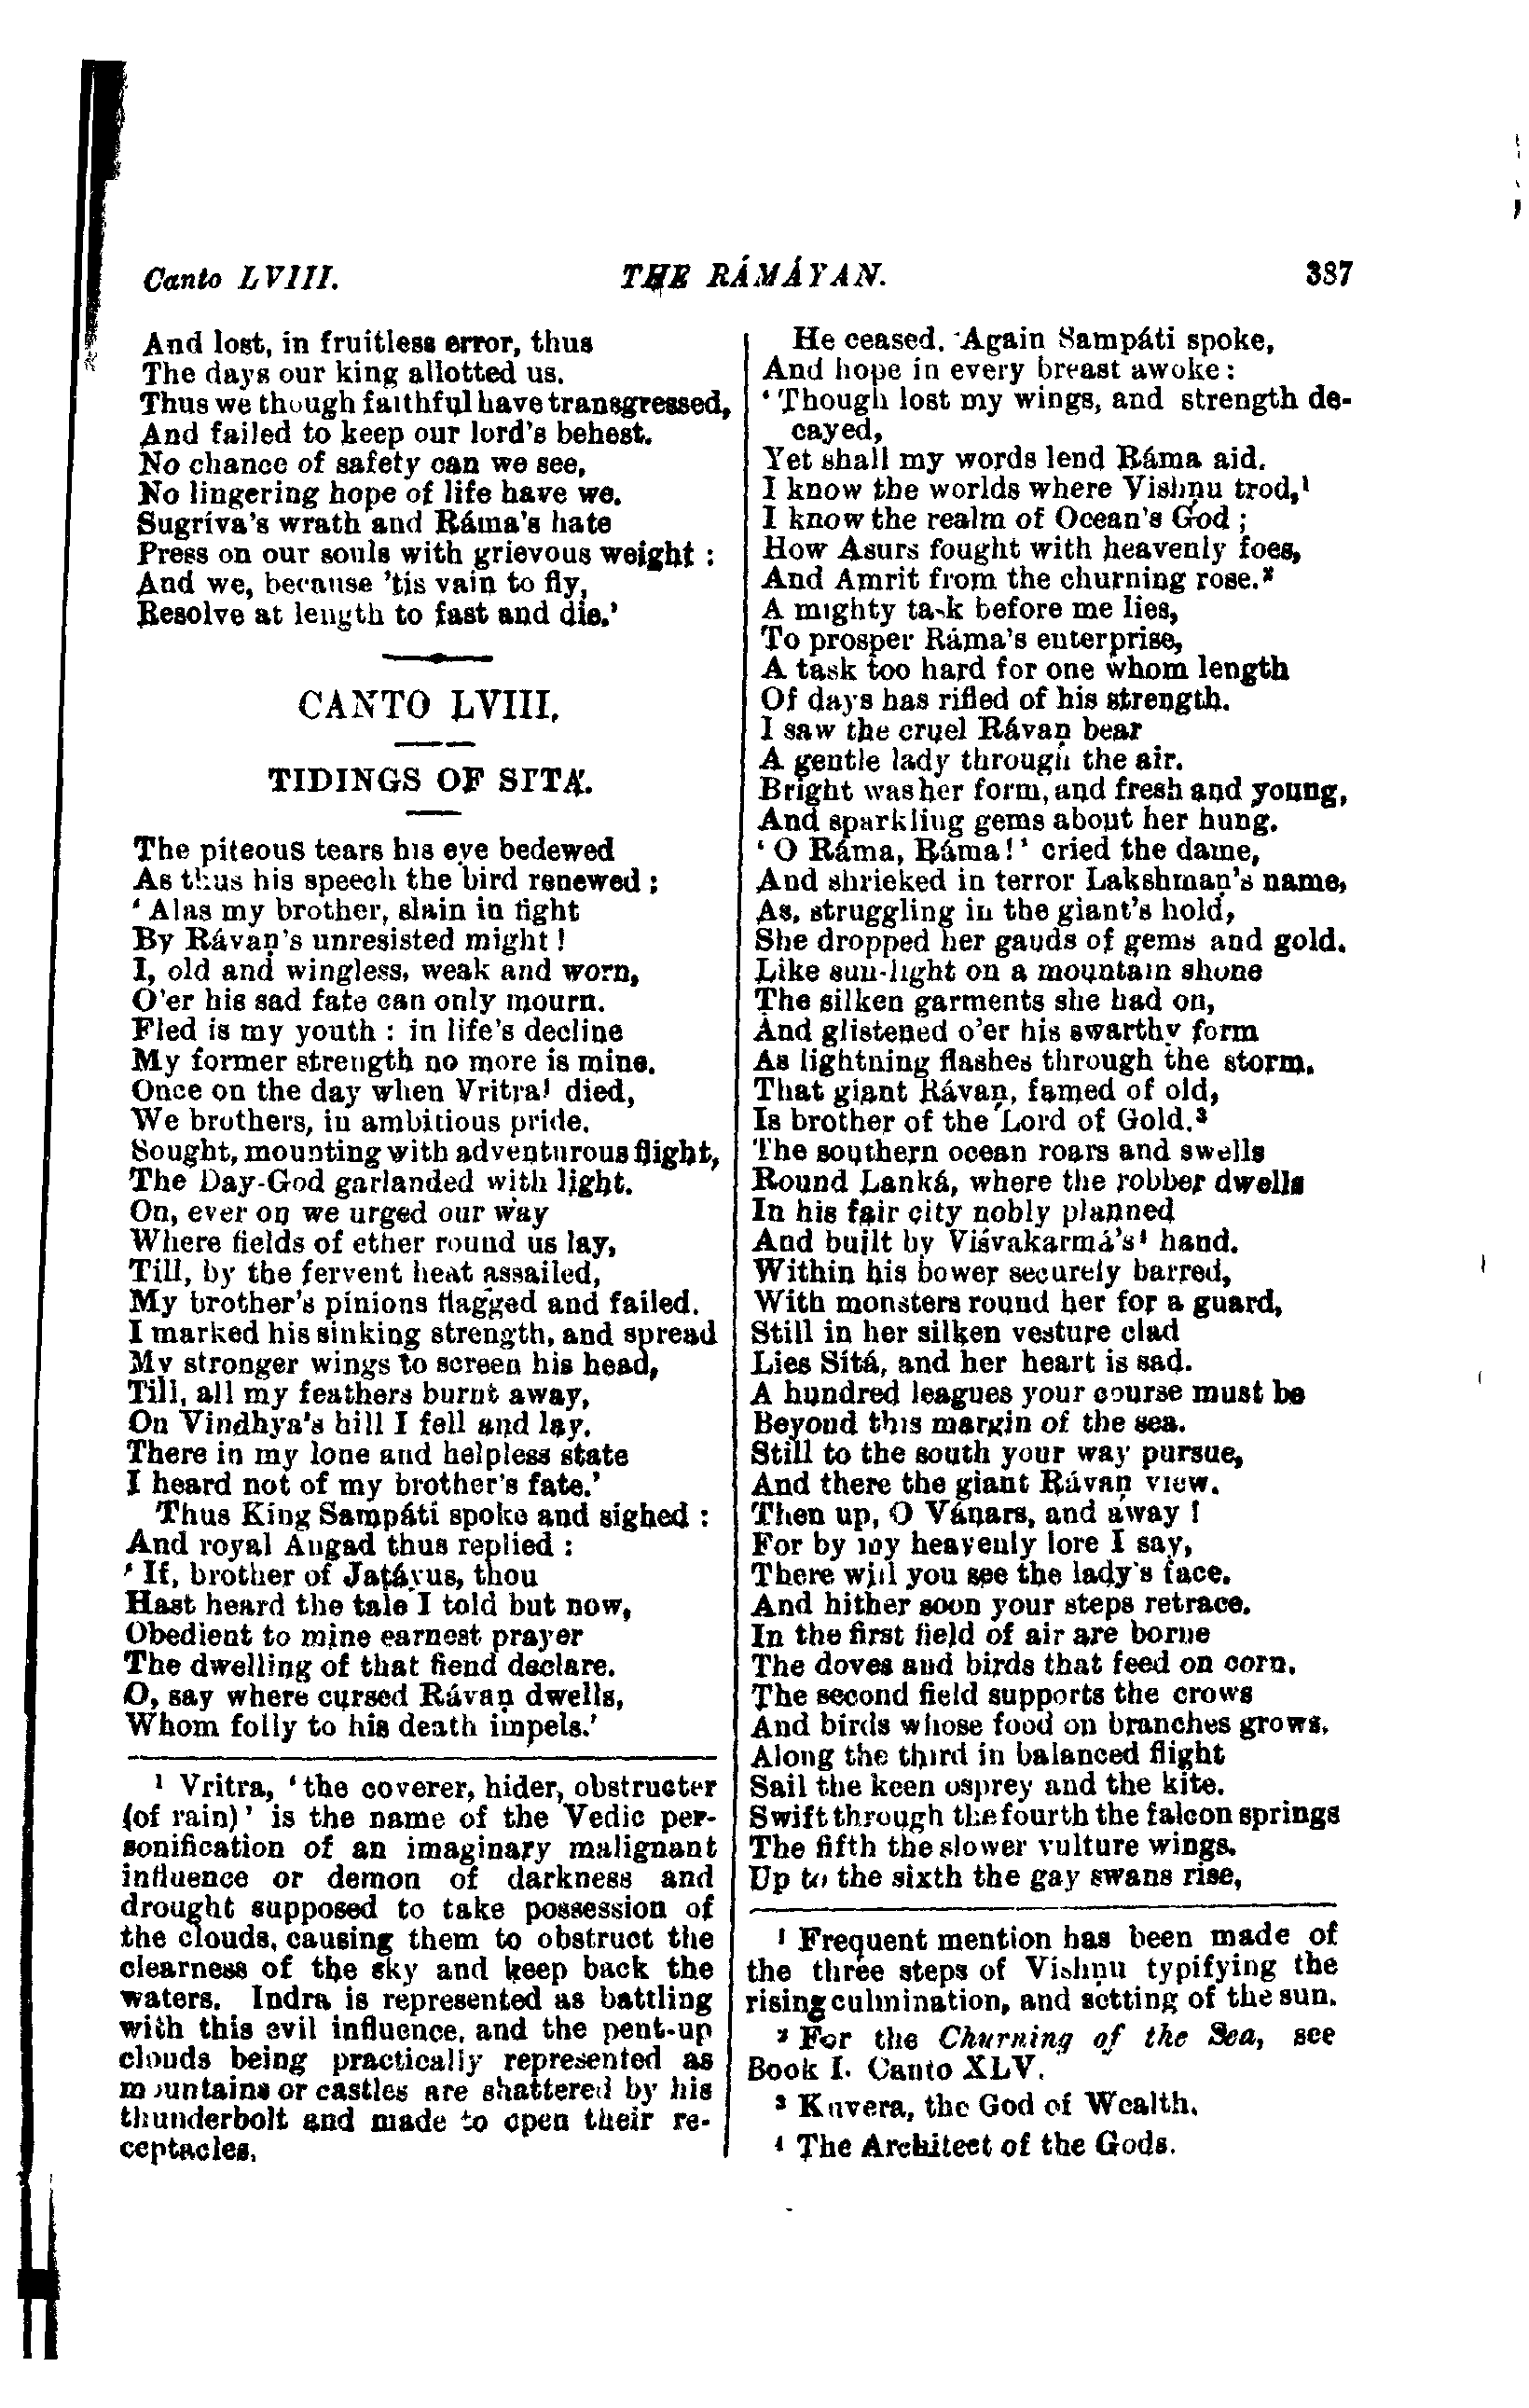 Canto LVIII. THE RÁMÁYAN. 387
And lost, in fruitless error, thus
The days our king allotted us.
Thus we though faithful have transgressed,
And failed to keep our lord's behest.
No chance of safety can we see,
No lingering hope of life have we.
Sugríva's wrath and Ráma's hate
Press on our souls with grievous weight :
And we, because 'tis vain to fly,
Resolve at length to fast and die.'
CANTO LVIII.
TIDINGS OF SITÁ.
The piteous tears his eye bedewed
As thus his speech the bird renewed ;
' Alas my brother, slain in fight
By Rávaṇ's unresisted might !
I, old and wingless, weak and worn,
O'er his sad fate can only mourn.
Fled is my youth : in life's decline
My former strength no more is mine.
Once on the day when Vritra¹ died,
We brothers, in ambitious pride.
Sought, mounting with adventurous flight,
The Day-God garlanded with light.
On, ever on we urged our way
Where fields of ether round us lay,
Till, by the fervent heat assailed,
My brother's pinions flagged and failed.
I marked his sinking strength, and spread
My stronger wings to screen his head,
Till, all my feathers burnt away,
On Vindhya's hill I fell and lay.
There in my lone and helpless state
I heard not of my brother's fate.'
Thus King Sampáti spoke and sighed :
And royal Angad thus replied :
' If, brother of Jaṭáyus, thou
Hast heard the tale I told but now,
Obedient to mine earnest prayer
The dwelling of that fiend declare.
O, say where cursed Rávaṇ dwells,
Whom folly to his death impels.'
¹ Vritra, 'the coverer, hider, obstructer
(of rain)' is the name of the Vedic per-
sonification of an imaginary malignant
influence or demon of darkness and
drought supposed to take possession of
the clouds, causing them to obstruct the
clearness of the sky and keep back the
waters. Indra is represented as battling
with this evil influence, and the pent-up
clouds being practically represented as
mountains or castles are shattered by his
thunderbolt and made to open their re-
ceptacles.
He ceased. Again Sampáti spoke,
And hope in every breast awoke :
' Though lost my wings, and strength de-
cayed,
Yet shall my words lend Ráma aid.
I know the worlds where Vishṇu trod,¹
I know the realm of Ocean's God ;
How Asurs fought with heavenly foes,
And Amrit from the churning rose.²
A mighty task before me lies,
To prosper Ráma's enterprise,
A task too hard for one whom length
Of days has rifled of his strength.
I saw the cruel Rávaṇ bear
A gentle lady through the air.
Bright was her form, and fresh and young,
And sparkling gems about her hung.
' O Ráma, Ráma!' cried the dame,
And shrieked in terror Lakshmaṇ's name,
As, struggling in the giant's hold,
She dropped her gauds of gems and gold.
Like sun-light on a mountain shone
The silken garments she had on,
And glistened o'er his swarthy form
As lightning flashes through the storm.
That giant Rávaṇ, famed of old,
Is brother of the Lord of Gold.³
The southern ocean roars and swells
Round Lanká, where the robber dwells
In his fair city nobly planned
And built by Viśvakarmá's⁴ hand.
Within his bower securely barred,
With monsters round her for a guard,
Still in her silken vesture clad
Lies Sítá, and her heart is sad.
A hundred leagues your course must be
Beyond this margin of the sea.
Still to the south your way pursue,
And there the giant Rávaṇ view.
Then up, O Vánars, and away !
For by my heavenly lore I say,
There will you see the lady's face.
And hither soon your steps retrace.
In the first field of air are borne
The doves and birds that feed on corn.
The second field supports the crows
And birds whose food on branches grows.
Along the third in balanced flight
Sail the keen osprey and the kite.
Swift through the fourth the falcon springs
The fifth the slower vulture wings.
Up to the sixth the gay swans rise,
¹ Frequent mention has been made of
the three steps of Vishṇu typifying the
rising culmination, and setting of the sun.
² For the Churning of the Sea, see
Book I. Canto XLV.
³ Kuvera, the God of Wealth.
⁴ The Architect of the Gods.